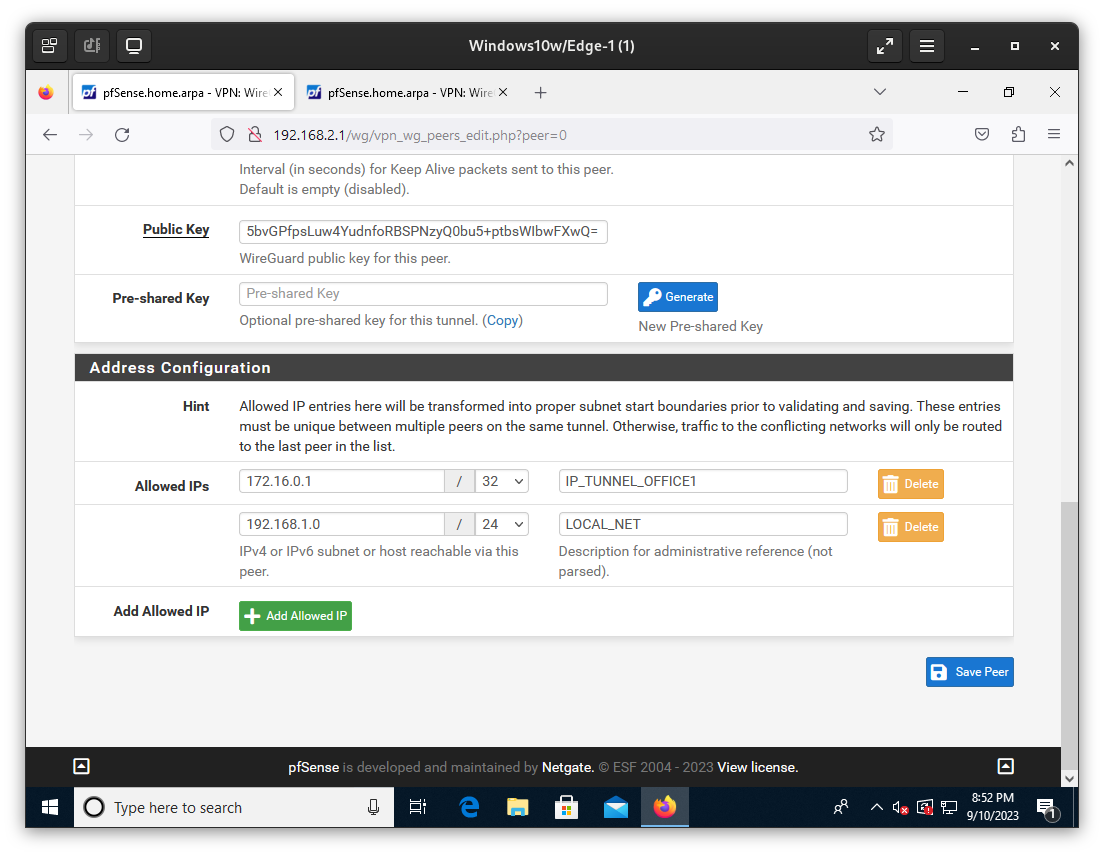 Windows10w/Edge-1 (1)
pfSense.home.arpa - VPN: Wire
pfSense.home.arpa - VPN: Wire
192.168.2.1/wg/vpn_wg_peers_edit.php?peer=0
Interval (in seconds) for Keep Alive packets sent to this peer.
Default is empty (disabled).
Public Key
5bvGPfpsLuw4YudnfoRBSPNzyQ0bu5+ptbsWIbwFXwQ=
WireGuard public key for this peer.
Pre-shared Key
Pre-shared Key
Generate
Optional pre-shared key for this tunnel. (Copy)
New Pre-shared Key
Address Configuration
Hint
Allowed IP entries here will be transformed into proper subnet start boundaries prior to validating and saving. These entries
must be unique between multiple peers on the same tunnel. Otherwise, traffic to the conflicting networks will only be routed
to the last peer in the list.
Allowed IPs
172.16.0.1 / 32 IP_TUNNEL_OFFICE1 Delete
192.168.1.0 / 24 LOCAL_NET Delete
IPv4 or IPv6 subnet or host reachable via this
peer.
Description for administrative reference (not
parsed).
Add Allowed IP
Add Allowed IP
Save Peer
pfSense is developed and maintained by Netgate. © ESF 2004 - 2023 View license.
Type here to search
8:52 PM
9/10/2023
1